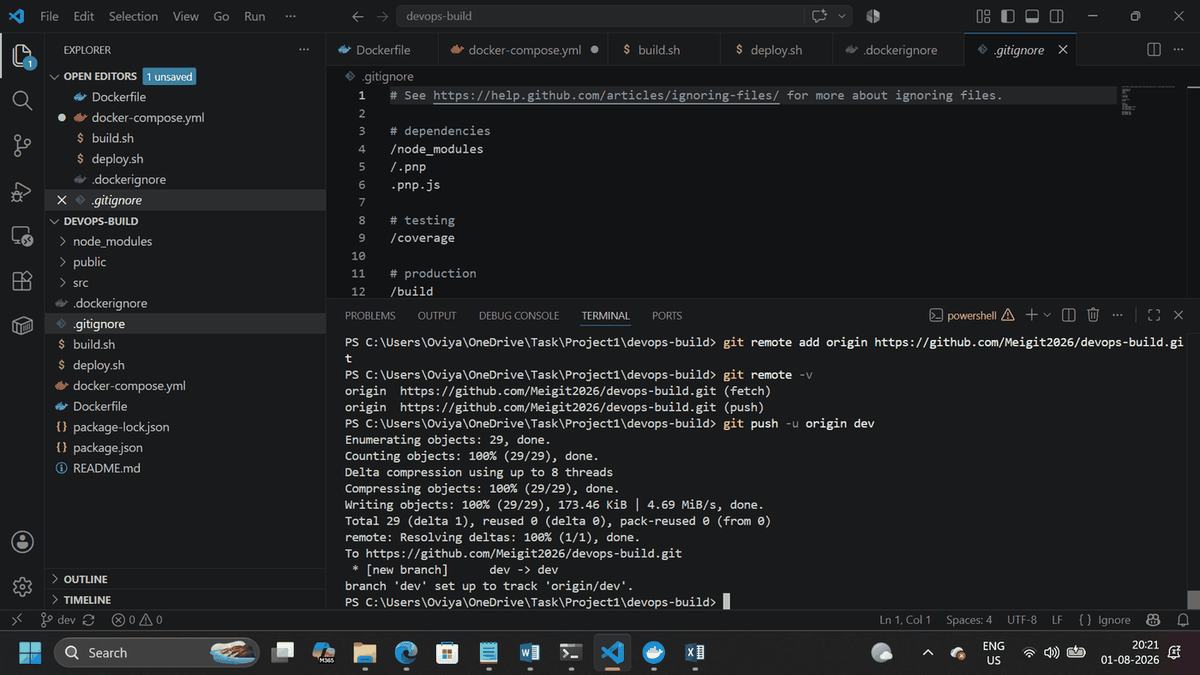 File Edit Selection View Go Run ···
devops-build
EXPLORER
OPEN EDITORS 1 unsaved
Dockerfile
docker-compose.yml
$ build.sh
$ deploy.sh
.dockerignore
.gitignore
DEVOPS-BUILD
node_modules
public
src
.dockerignore
.gitignore
$ build.sh
$ deploy.sh
docker-compose.yml
Dockerfile
{} package-lock.json
{} package.json
README.md
OUTLINE
TIMELINE
1
Dockerfile docker-compose.yml $ build.sh $ deploy.sh .dockerignore .gitignore
.gitignore
1 # See https://help.github.com/articles/ignoring-files/ for more about ignoring files.
2
3 # dependencies
4 /node_modules
5 /.pnp
6 .pnp.js
7
8 # testing
9 /coverage
10
11 # production
12 /build
PROBLEMS OUTPUT DEBUG CONSOLE TERMINAL PORTS powershell
PS C:\Users\Oviya\OneDrive\Task\Project1\devops-build> git remote add origin https://github.com/Meigit2026/devops-build.gi
t
PS C:\Users\Oviya\OneDrive\Task\Project1\devops-build> git remote -v
origin https://github.com/Meigit2026/devops-build.git (fetch)
origin https://github.com/Meigit2026/devops-build.git (push)
PS C:\Users\Oviya\OneDrive\Task\Project1\devops-build> git push -u origin dev
Enumerating objects: 29, done.
Counting objects: 100% (29/29), done.
Delta compression using up to 8 threads
Compressing objects: 100% (29/29), done.
Writing objects: 100% (29/29), 173.46 KiB | 4.69 MiB/s, done.
Total 29 (delta 1), reused 0 (delta 0), pack-reused 0 (from 0)
remote: Resolving deltas: 100% (1/1), done.
To https://github.com/Meigit2026/devops-build.git
* [new branch] dev -> dev
branch 'dev' set up to track 'origin/dev'.
PS C:\Users\Oviya\OneDrive\Task\Project1\devops-build>
dev 0 0 Ln 1, Col 1 Spaces: 4 UTF-8 LF {} Ignore
Search M365 ENG
US 20:21
01-08-2026